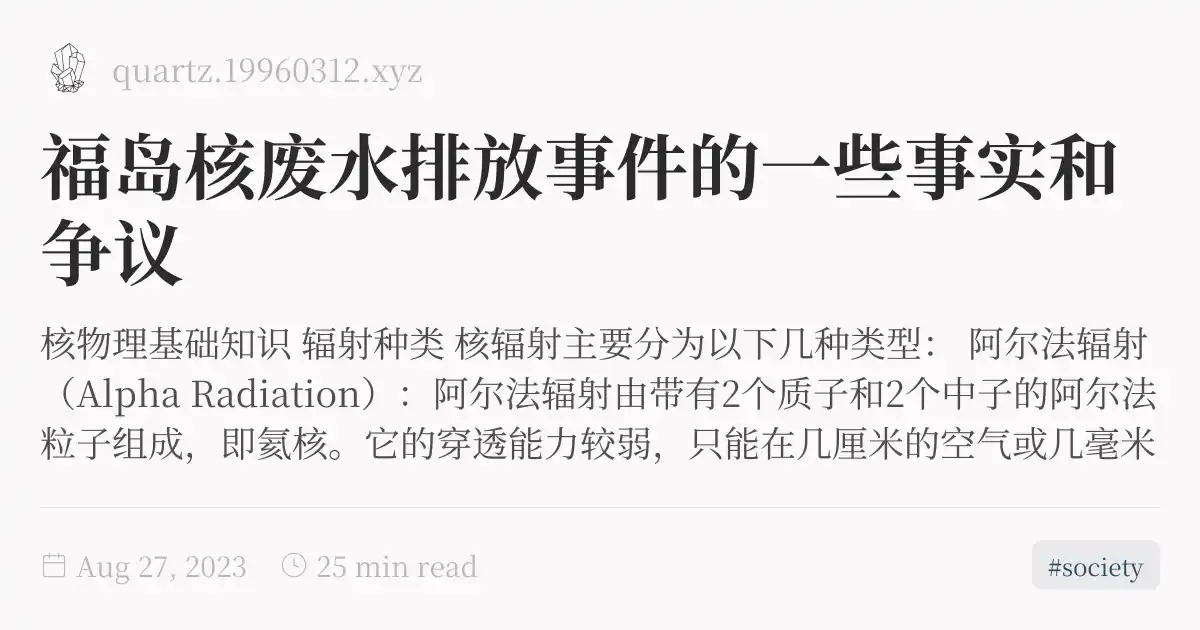 quartz.19960312.xyz
福岛核废水排放事件的一些事实和
争议
核物理基础知识 辐射种类 核辐射主要分为以下几种类型： 阿尔法辐射
（Alpha Radiation）：阿尔法辐射由带有2个质子和2个中子的阿尔法
粒子组成，即氦核。它的穿透能力较弱，只能在几厘米的空气或几毫米
Aug 27, 2023 25 min read
#society